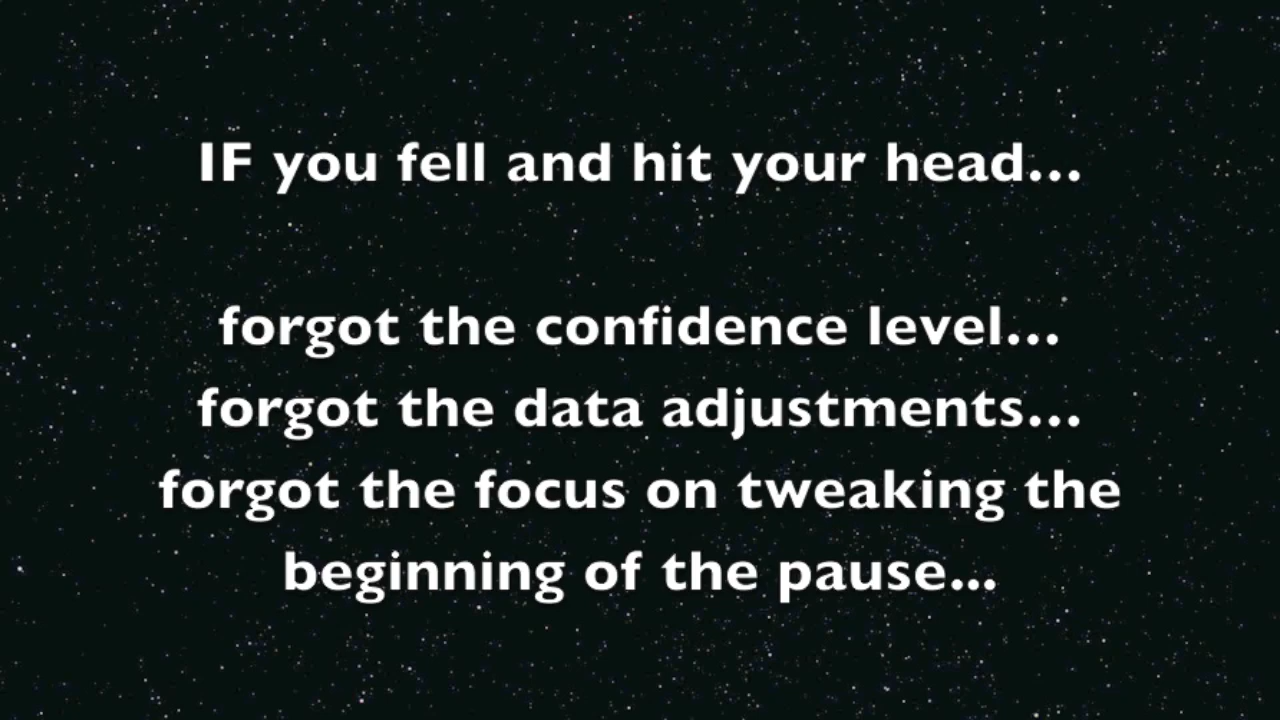 IF you fell and hit your head...
forgot the confidence level...
forgot the data adjustments...
forgot the focus on tweaking the
beginning of the pause...